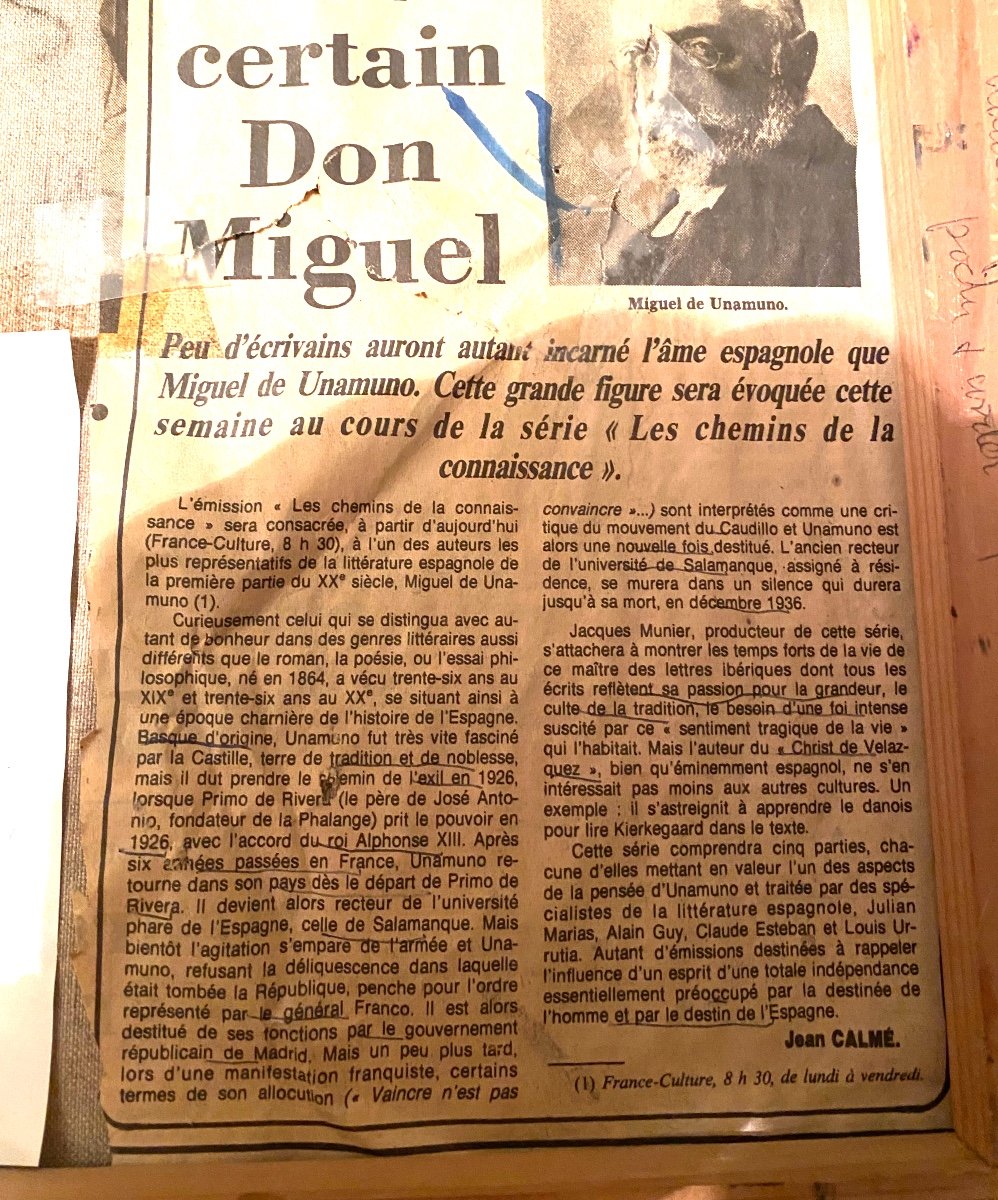 certain
Don
Miguel
Miguel de Unamuno.
Peu d'écrivains auront autant incarné l'âme espagnole que
Miguel de Unamuno. Cette grande figure sera évoquée cette
semaine au cours de la série « Les chemins de la
connaissance ».
L'émission « Les chemins de la connais-
sance » sera consacrée, à partir d'aujourd'hui
(France-Culture, 8 h 30), à l'un des auteurs les
plus représentatifs de la littérature espagnole de
la première partie du XXe siècle, Miguel de Una-
muno (1).
Curieusement celui qui se distingua avec au-
tant de bonheur dans des genres littéraires aussi
différents que le roman, la poésie, ou l'essai phi-
losophique, né en 1864, a vécu trente-six ans au
XIXe et trente-six ans au XXe, se situant ainsi à
une époque charnière de l'histoire de l'Espagne.
Basque d'origine, Unamuno fut très vite fasciné
par la Castille, terre de tradition et de noblesse,
mais il dut prendre le chemin de l'exil en 1926,
lorsque Primo de Rivera (le père de José Anto-
nio, fondateur de la Phalange) prit le pouvoir en
1926, avec l'accord du roi Alphonse XIII. Après
six années passées en France, Unamuno re-
tourne dans son pays dès le départ de Primo de
Rivera. Il devient alors recteur de l'université
phare de l'Espagne, celle de Salamanque. Mais
bientôt l'agitation s'empare de l'armée et Una-
muno, refusant la déliquescence dans laquelle
était tombée la République, penche pour l'ordre
représenté par le général Franco. Il est alors
destitué de ses fonctions par le gouvernement
républicain de Madrid. Mais un peu plus tard,
lors d'une manifestation franquiste, certains
termes de son allocution (« Vaincre n'est pas
convaincre »...) sont interprétés comme une cri-
tique du mouvement du Caudillo et Unamuno est
alors une nouvelle fois destitué. L'ancien recteur
de l'université de Salamanque, assigné à rési-
dence, se murera dans un silence qui durera
jusqu'à sa mort, en décembre 1936.
Jacques Munier, producteur de cette série,
s'attachera à montrer les temps forts de la vie de
ce maître des lettres ibériques dont tous les
écrits reflètent sa passion pour la grandeur, le
culte de la tradition, le besoin d'une foi intense
suscité par ce « sentiment tragique de la vie »
qui l'habitait. Mais l'auteur du « Christ de Velaz-
quez », bien qu'éminemment espagnol, ne s'en
intéressait pas moins aux autres cultures. Un
exemple : il s'astreignit à apprendre le danois
pour lire Kierkegaard dans le texte.
Cette série comprendra cinq parties, cha-
cune d'elles mettant en valeur l'un des aspects
de la pensée d'Unamuno et traitée par des spé-
cialistes de la littérature espagnole, Julian
Marias, Alain Guy, Claude Esteban et Louis Ur-
rutia. Autant d'émissions destinées à rappeler
l'influence d'un esprit d'une totale indépendance
essentiellement préoccupé par la destinée de
l'homme et par le destin de l'Espagne.
Jean CALMÉ.
(1) France-Culture, 8 h 30, de lundi à vendredi.